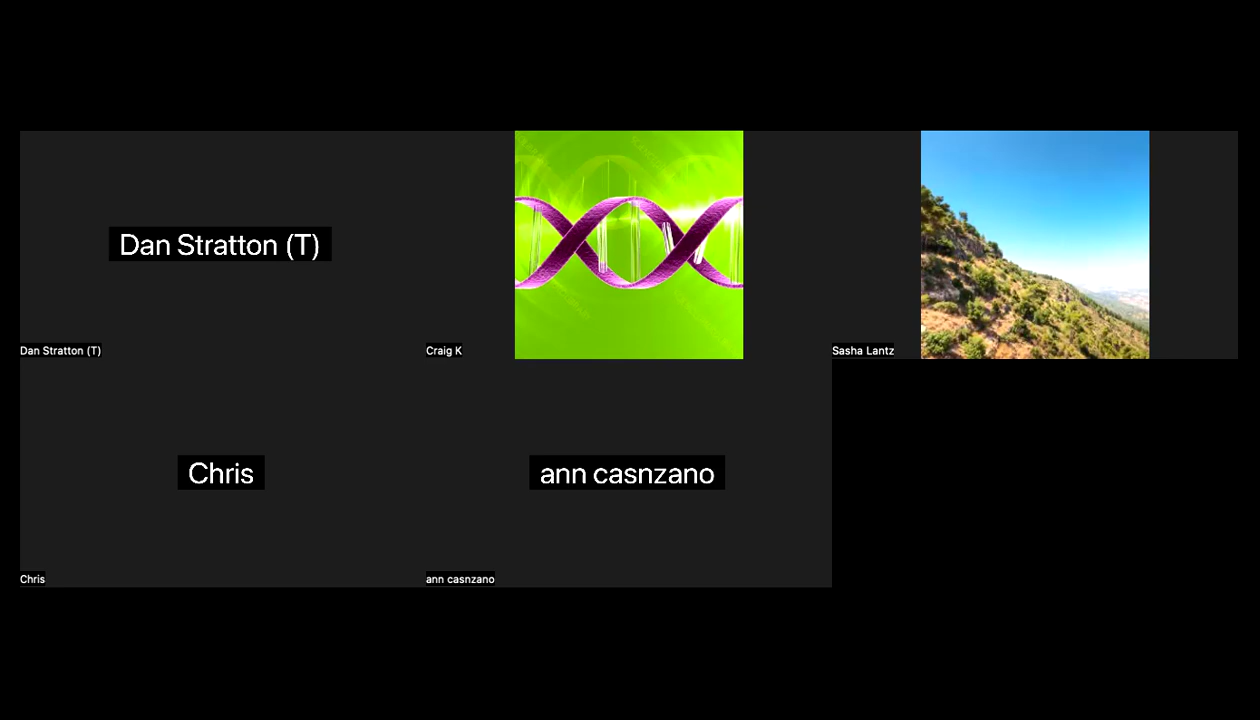 Dan Stratton (T)
Dan Stratton (T)
Craig K
Sasha Lantz
Chris
ann casnzano
Chris
ann casnzano